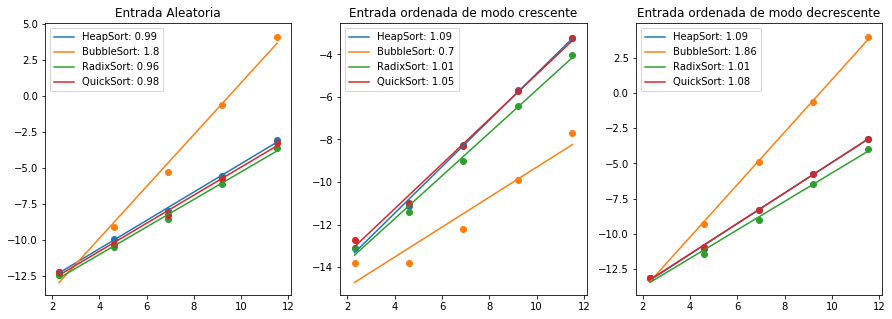 Entrada Aleatoria
HeapSort: 0.99
BubbleSort: 1.8
RadixSort: 0.96
QuickSort: 0.98
5.0
2.5
0.0
−2.5
−5.0
−7.5
−10.0
−12.5
2 4 6 8 10 12
Entrada ordenada de modo crescente
HeapSort: 1.09
BubbleSort: 0.7
RadixSort: 1.01
QuickSort: 1.05
−4
−6
−8
−10
−12
−14
2 4 6 8 10 12
Entrada ordenada de modo decrescente
HeapSort: 1.09
BubbleSort: 1.86
RadixSort: 1.01
QuickSort: 1.08
2.5
0.0
−2.5
−5.0
−7.5
−10.0
−12.5
2 4 6 8 10 12